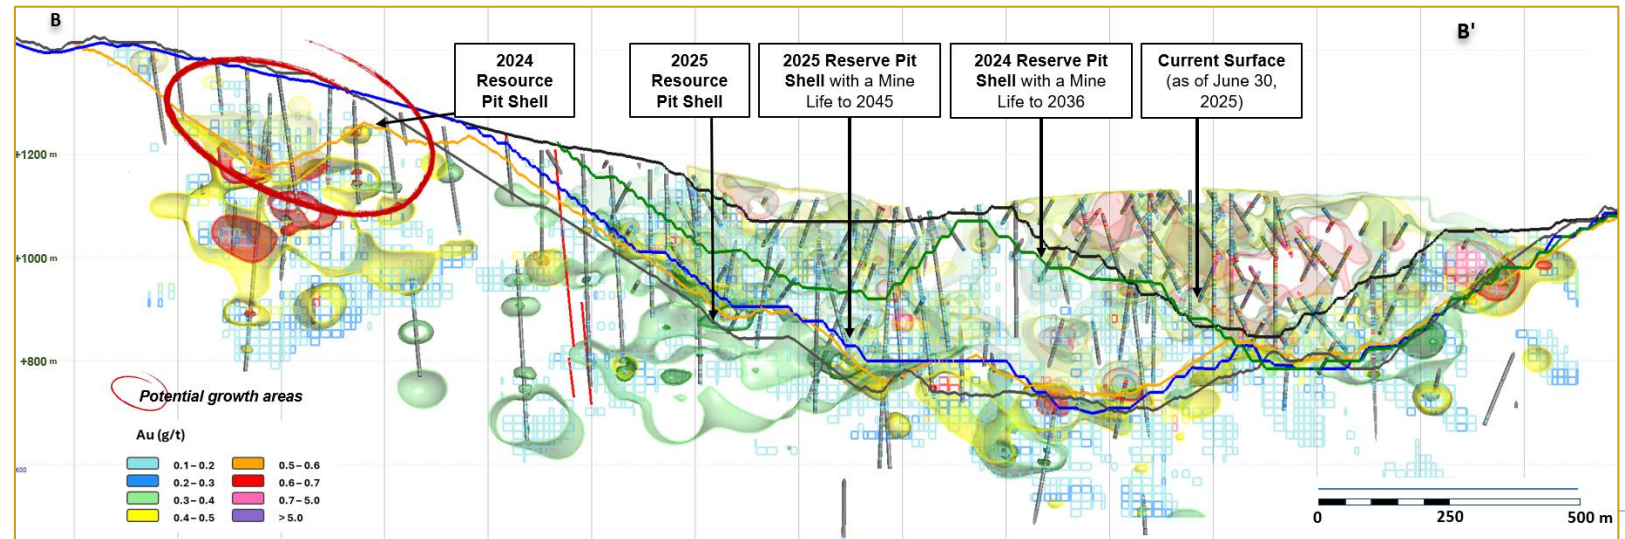 B
B'
2024
Resource
Pit Shell
2025
Resource
Pit Shell
2025 Reserve Pit
Shell with a Mine
Life to 2045
2024 Reserve Pit
Shell with a Mine
Life to 2036
Current Surface
(as of June 30,
2025)
+1200 m
+1000 m
+800 m
600
Potential growth areas
Au (g/t)
0.1 – 0.2
0.5 – 0.6
0.2 – 0.3
0.6 – 0.7
0.3 – 0.4
0.7 – 5.0
0.4 – 0.5
> 5.0
0
250
500 m